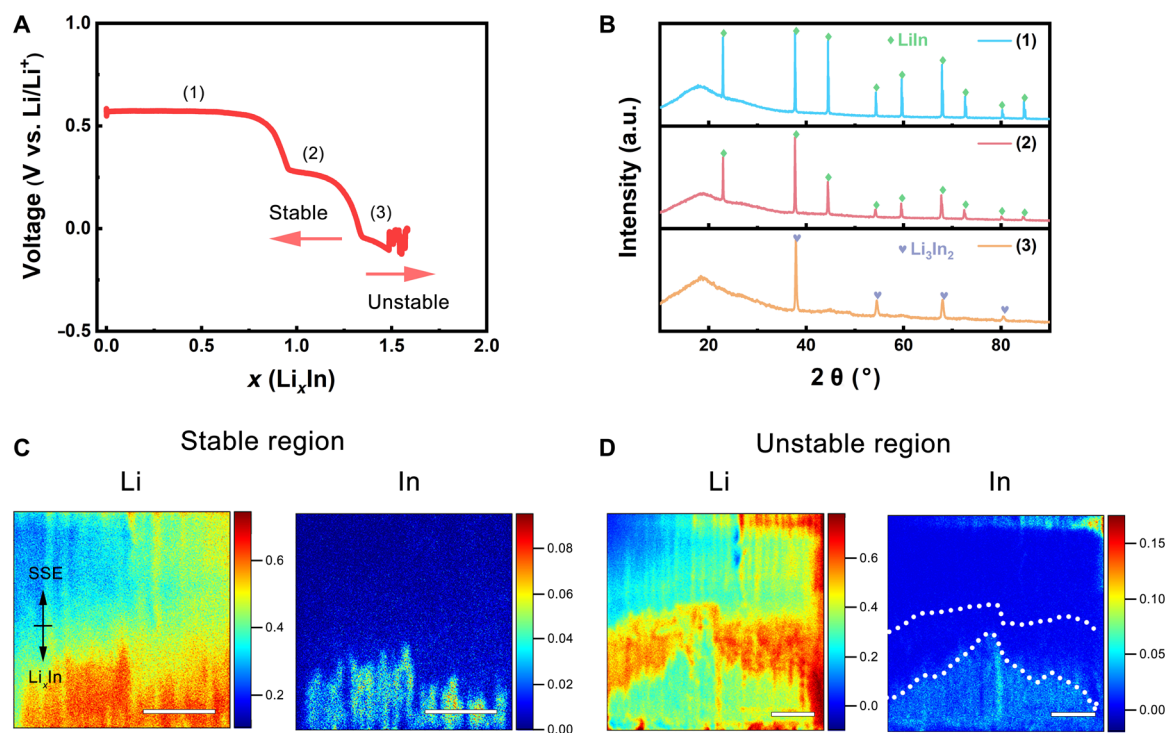 A
1.0
0.5
0.0
–0.5
Voltage (V vs. Li/Li⁺)
(1)
(2)
(3)
Stable
Unstable
0.0 0.5 1.0 1.5 2.0
x (LiₓIn)
B
LiIn (1)
(2)
Li₃In₂ (3)
Intensity (a.u.)
20 40 60 80
2 θ (°)
C Stable region
Li In
SSE
LiₓIn
0.6
0.4
0.2
0.08
0.06
0.04
0.02
0.00
D Unstable region
Li In
0.6
0.4
0.2
0.0
0.15
0.10
0.05
0.00